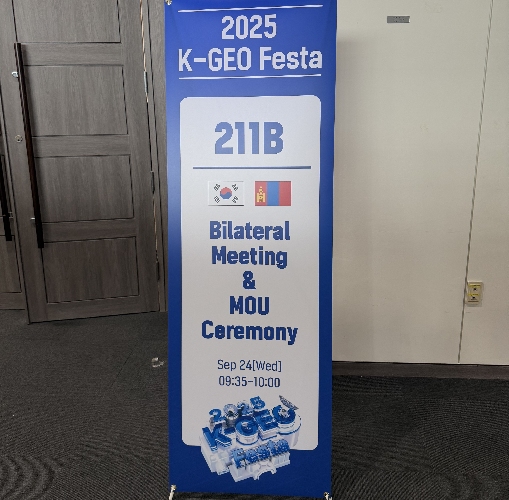 2025
K-GEO Festa
211B
Bilateral
Meeting
&
MOU
Ceremony
Sep 24[Wed]
09:35-10:00
2025
K-GEO
Festa